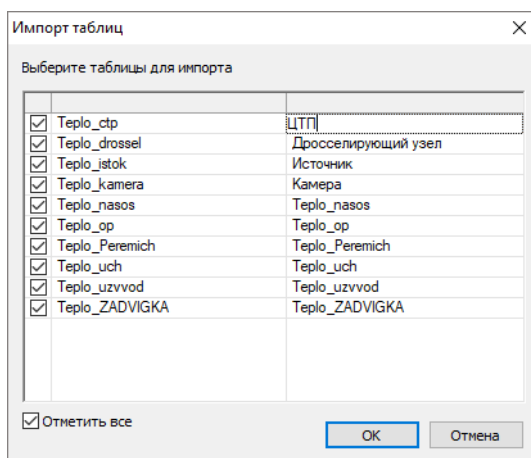 Импорт таблиц
Выберите таблицы для импорта
Teplo_ctp ЦТП
Teplo_drossel Дросселирующий узел
Teplo_istok Источник
Teplo_kamera Камера
Teplo_nasos Teplo_nasos
Teplo_op Teplo_op
Teplo_Peremich Teplo_Peremich
Teplo_uch Teplo_uch
Teplo_uzvvod Teplo_uzvvod
Teplo_ZADVIGKA Teplo_ZADVIGKA
Отметить все
OK Отмена